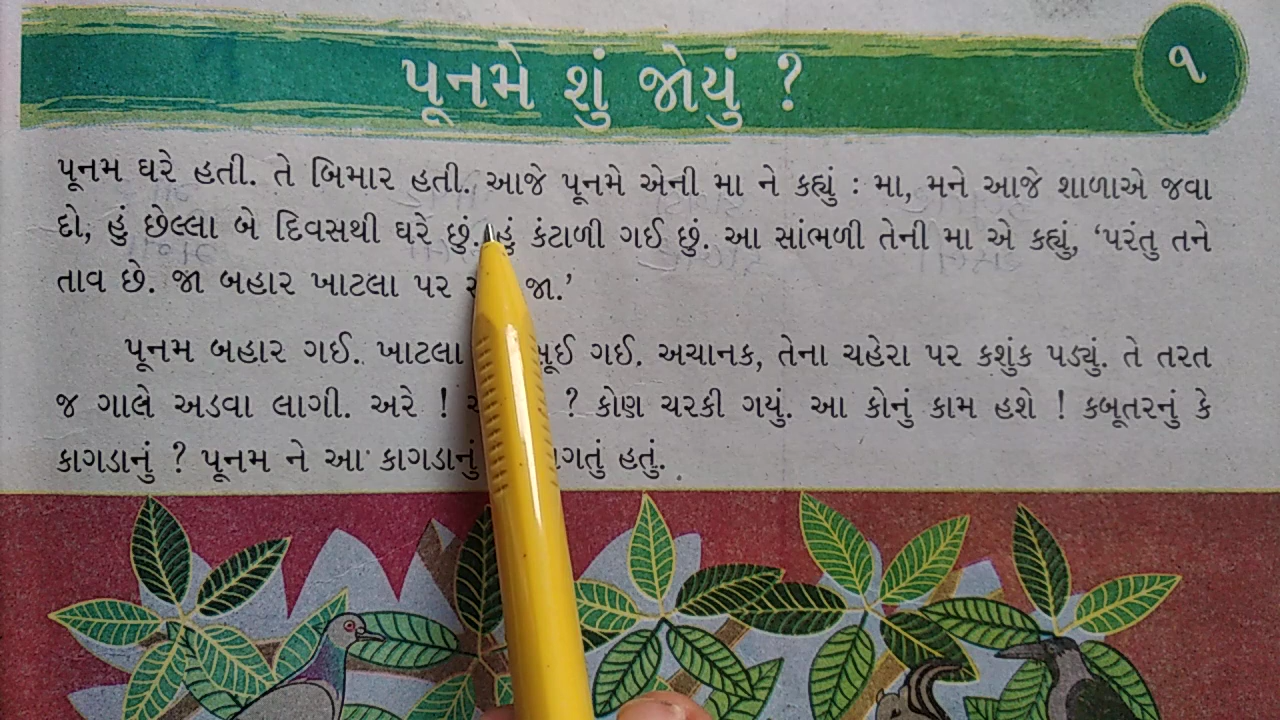 પૂનમે શું જોયું ?
૧
પૂનમ ઘરે હતી. તે બિમાર હતી. આજે પૂનમે એની મા ને કહ્યું : મા, મને આજે શાળાએ જવા
દો, હું છેલ્લા બે દિવસથી ઘરે છું. હું કંટાળી ગઈ છું. આ સાંભળી તેની મા એ કહ્યું, ‘પરંતુ તને
તાવ છે. જા બહાર ખાટલા પર જા.’
પૂનમ બહાર ગઈ. ખાટલા સૂઈ ગઈ. અચાનક, તેના ચહેરા પર કશુંક પડ્યું. તે તરત
જ ગાલે અડવા લાગી. અરે ! ? કોણ ચરકી ગયું. આ કોનું કામ હશે ! કબૂતરનું કે
કાગડાનું ? પૂનમ ને આ કાગડાનું હતું.